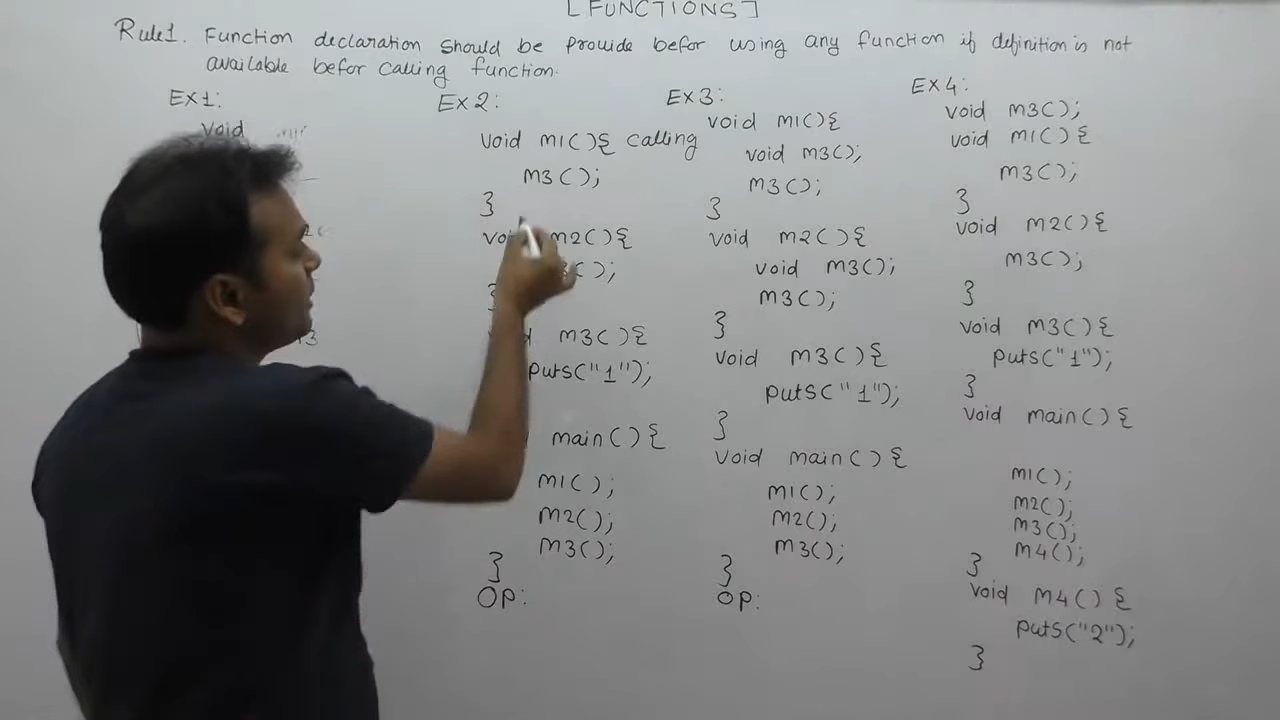 [FUNCTIONS]
Rule1. Function declaration should be provide befor using any function if definition is not
available befor calling function.
EX1:
void
13
EX2:
void m1(){ calling
m3();
}
m2(){
();
m3(){
puts("1");
main(){
m1();
m2();
m3();
}
Op:
EX3:
void m1(){
void m3();
m3();
}
void m2(){
void m3();
m3();
}
void m3(){
puts("1");
}
void main(){
m1();
m2();
m3();
}
Op:
EX4:
void m3();
void m1(){
m3();
}
void m2(){
m3();
}
void m3(){
puts("1");
}
void main(){
m1();
m2();
m3();
m4();
}
void m4(){
puts("2");
}